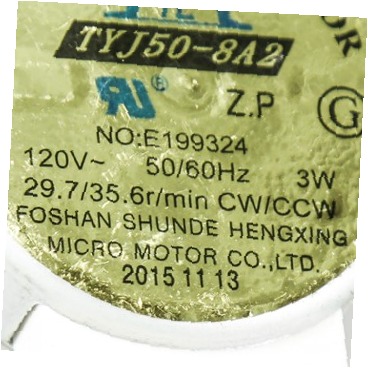 TYJ50-8A2
OR
Z.P
NO:E199324
120V~ 50/60Hz 3W
29.7/35.6r/min CW/CCW
FOSHAN SHUNDE HENGXING
MICRO MOTOR CO.,LTD.
2015 11 13